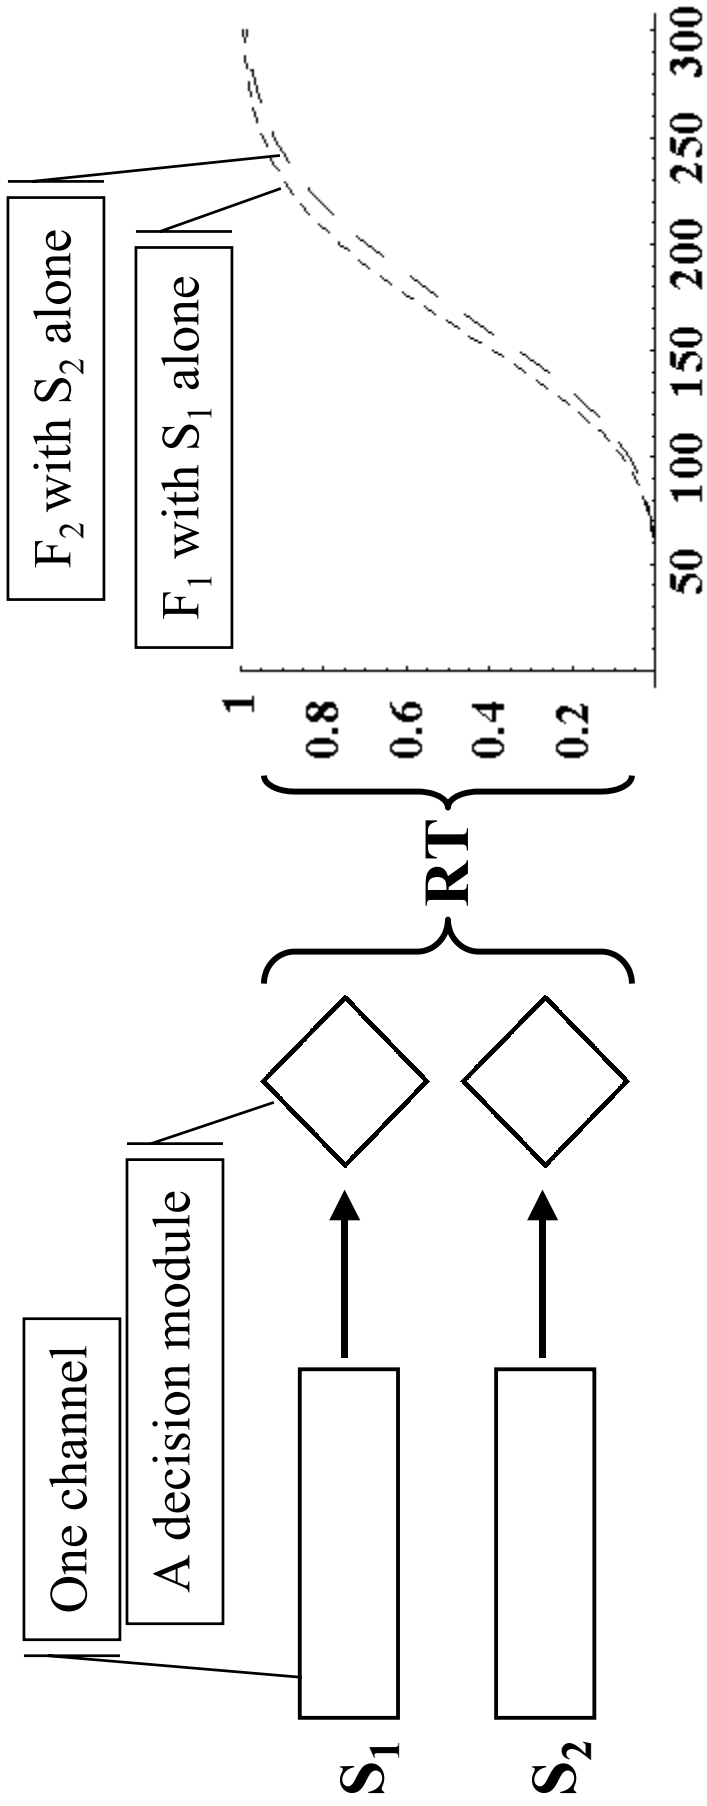 One channel
A decision module
F₂ with S₂ alone
F₁ with S₁ alone
S₁
S₂
RT
1
0.8
0.6
0.4
0.2
50 100 150 200 250 300